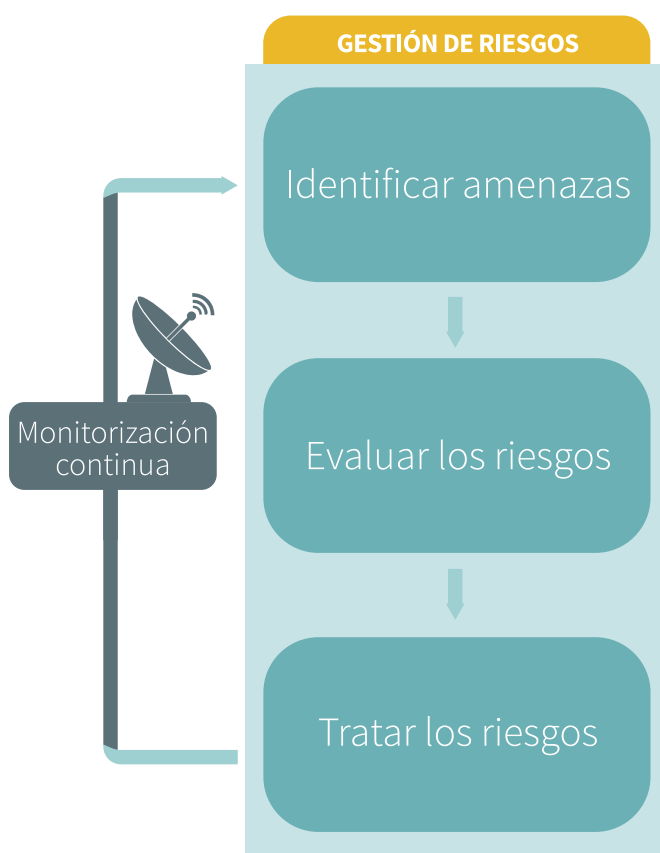 GESTIÓN DE RIESGOS
Identificar amenazas
Monitorización
continua
Evaluar los riesgos
Tratar los riesgos